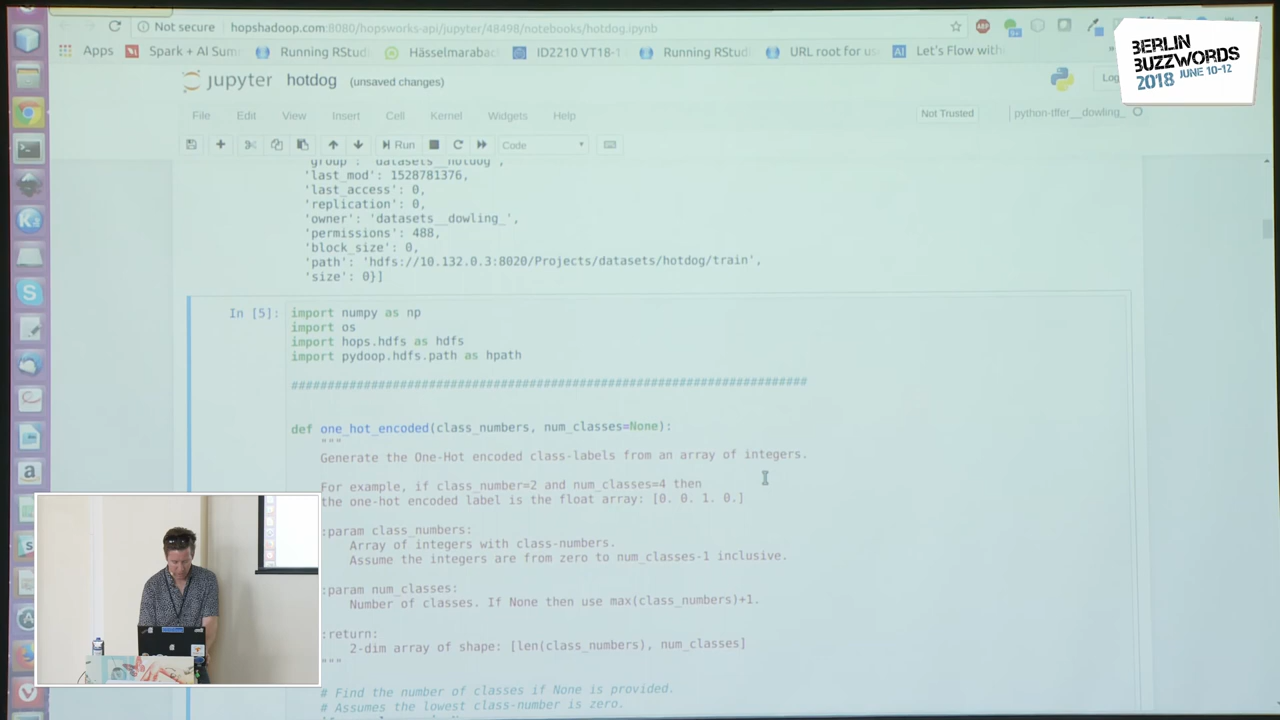 Not secure | hopshadoop.com:8080/hopsworks-api/jupyter/48498/notebooks/hotdog.ipynb
Apps Spark + AI Sum Running RStudi Hässelmaraba ID2210 VT18-1 Running RStudi URL root for us Let's Flow with
BERLIN
BUZZWORDS
2018 JUNE 10-12
jupyter hotdog (unsaved changes)
Log
File Edit View Insert Cell Kernel Widgets Help
Not Trusted
Run
Code
'group': 'datasets__hotdog',
'last_mod': 1528781376,
'last_access': 0,
'replication': 0,
'owner': 'datasets__dowling_',
'permissions': 488,
'block_size': 0,
'path': 'hdfs://10.132.0.3:8020/Projects/datasets/hotdog/train',
'size': 0}]
In [5]:
import numpy as np
import os
import hops.hdfs as hdfs
import pydoop.hdfs.path as hpath
def one_hot_encoded(class_numbers, num_classes=None):
"""
Generate the One-Hot encoded class-labels from an array of integers.
For example, if class_number=2 and num_classes=4 then
the one-hot encoded label is the float array: [0. 0. 1. 0.]
:param class_numbers:
Array of integers with class-numbers.
Assume the integers are from zero to num_classes-1 inclusive.
:param num_classes:
Number of classes. If None then use max(class_numbers)+1.
:return:
2-dim array of shape: [len(class_numbers), num_classes]
"""
# Find the number of classes if None is provided.
# Assumes the lowest class-number is zero.